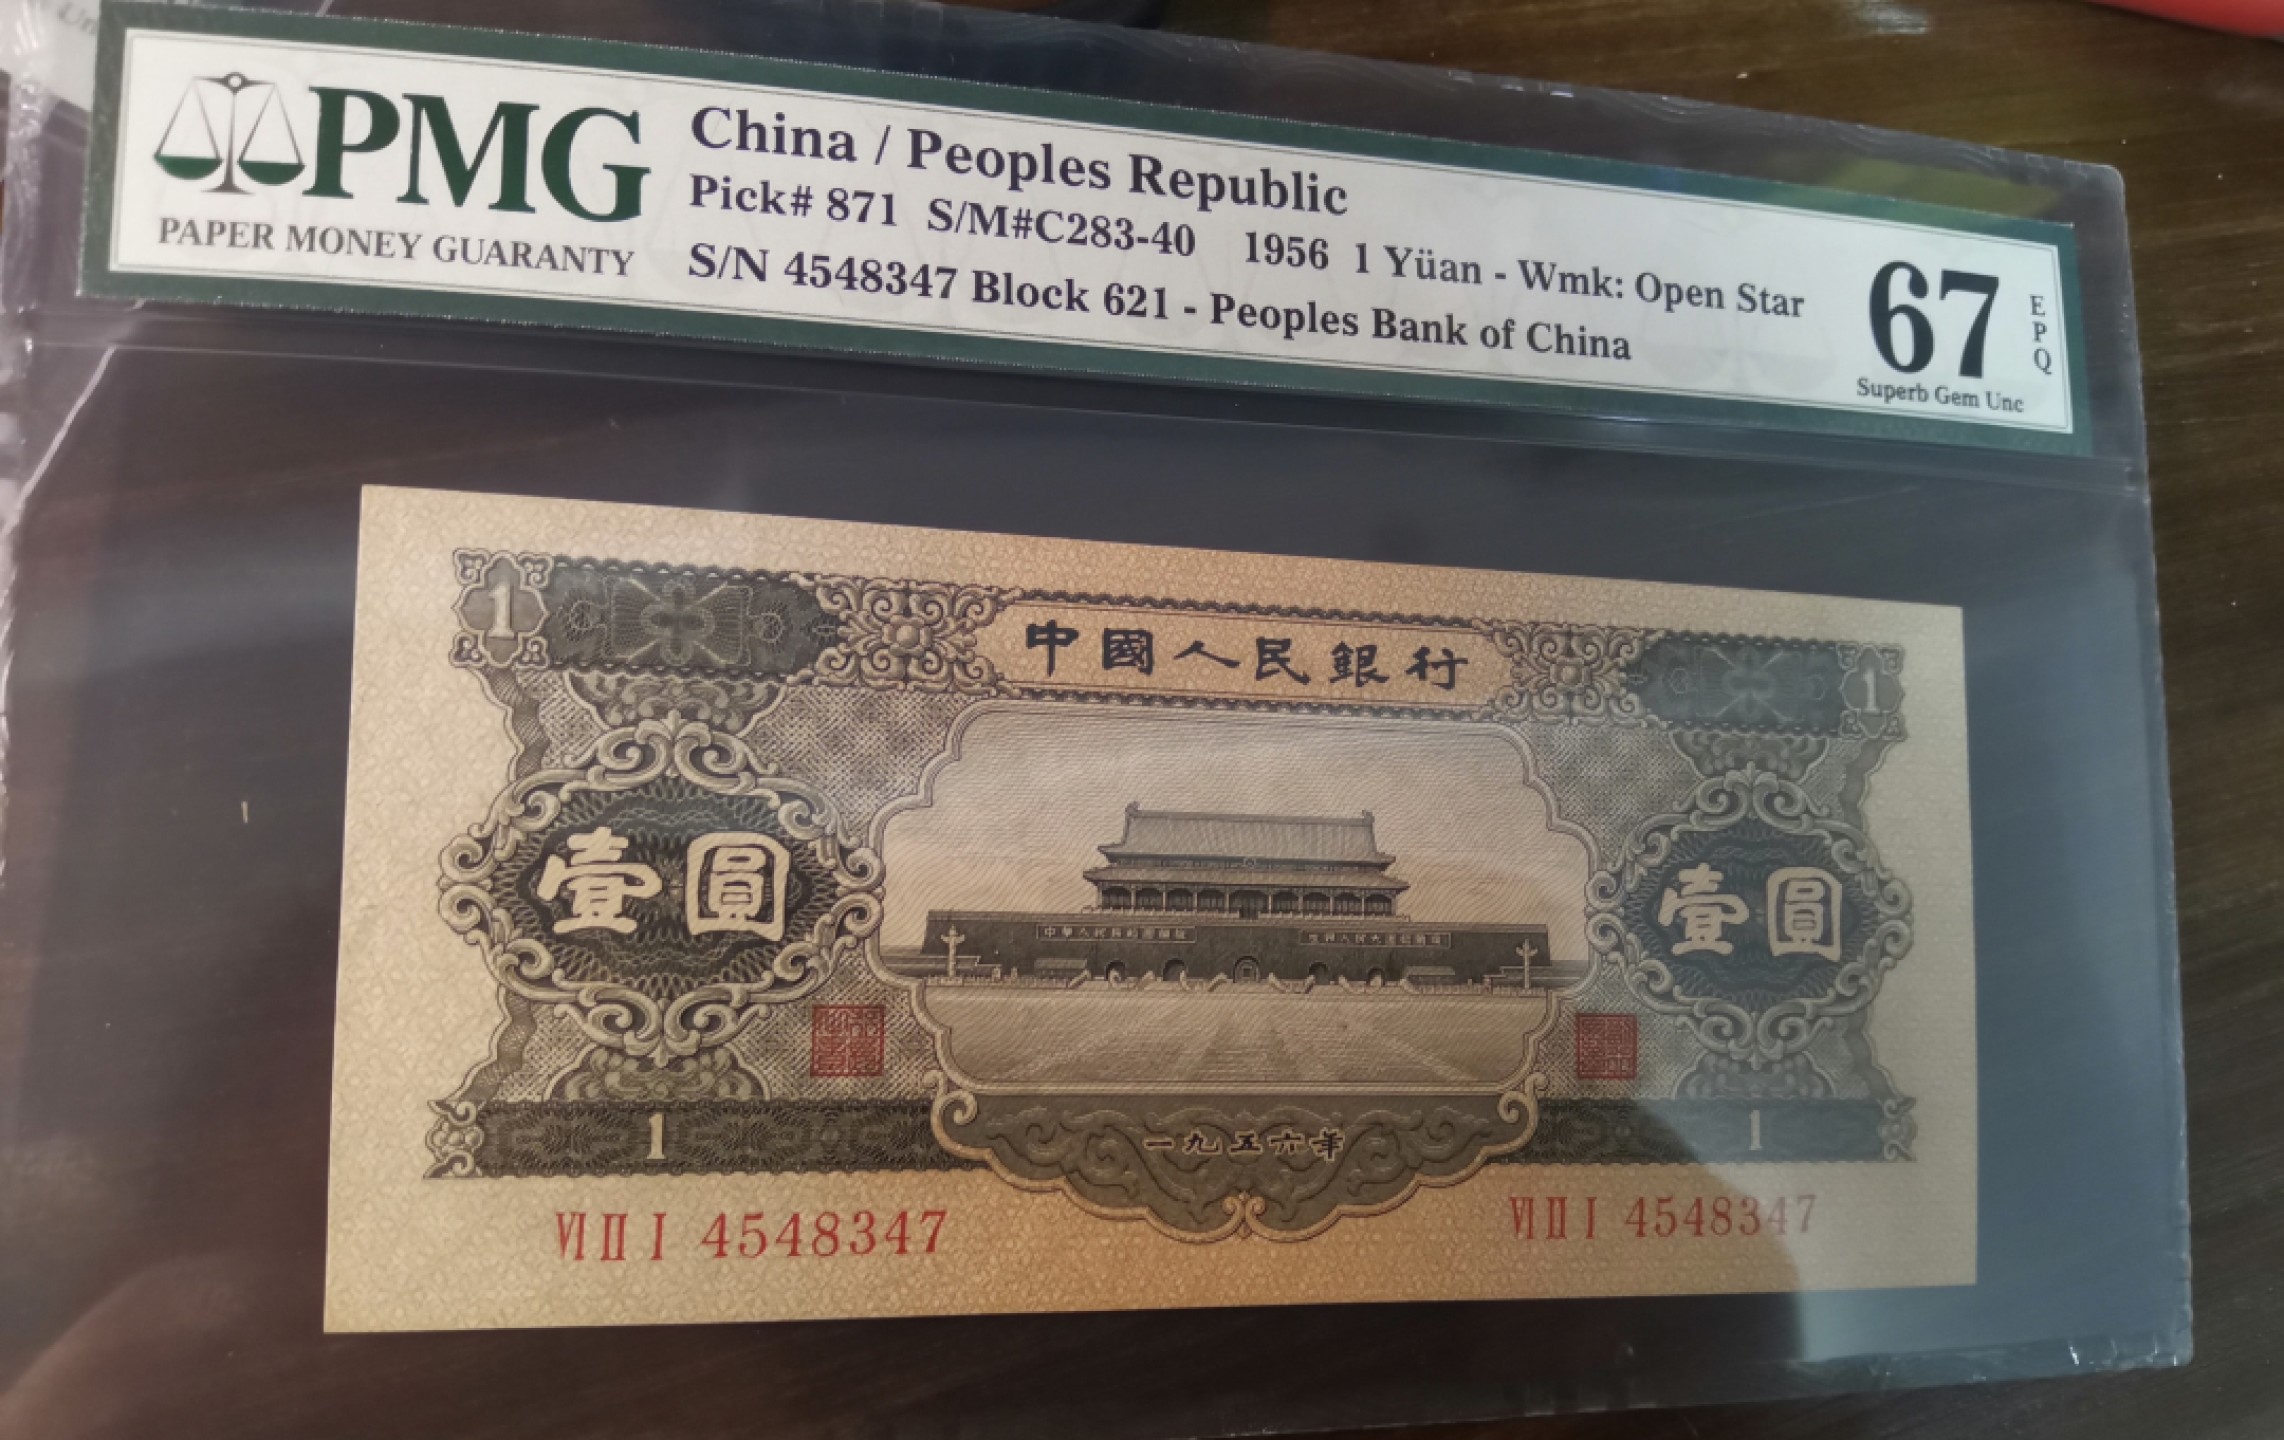 PMG
PAPER MONEY GUARANTY
China / Peoples Republic
Pick# 871 S/M#C283-40 1956 1 Yüan - Wmk: Open Star
S/N 4548347 Block 621 - Peoples Bank of China
67
EPQ
Superb Gem Unc
1
中國人民銀行
1
壹圓
壹圓
1
一九五六年
1
VI II I 4548347
VI II I 4548347